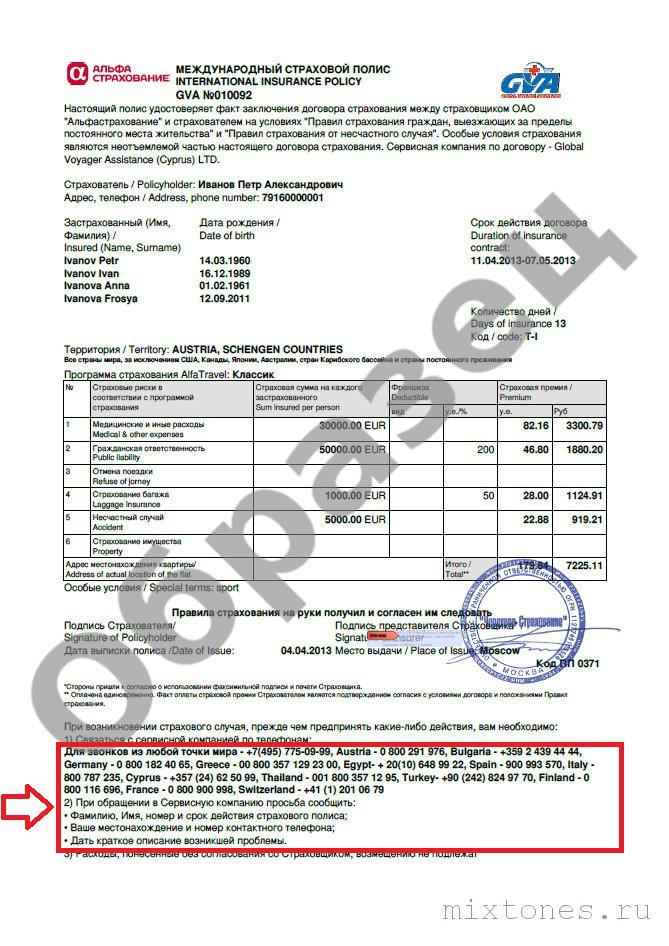 АЛЬФА
СТРАХОВАНИЕ
МЕЖДУНАРОДНЫЙ СТРАХОВОЙ ПОЛИС
INTERNATIONAL INSURANCE POLICY
GVA №010092
GVA
Настоящий полис удостоверяет факт заключения договора страхования между страховщиком ОАО
"Альфастрахование" и страхователем на условиях "Правил страхования граждан, выезжающих за пределы
постоянного места жительства" и "Правил страхования от несчастного случая". Особые условия страхования
являются неотъемлемой частью настоящего договора страхования. Сервисная компания по договору - Global
Voyager Assistance (Cyprus) LTD.
Страхователь / Policyholder: Иванов Петр Александрович
Адрес, телефон / Address, phone number: 79160000001
Застрахованный (Имя, Фамилия) / Insured (Name, Surname)
Дата рождения / Date of birth
Срок действия договора Duration of insurance contract:
Ivanov Petr 14.03.1960 11.04.2013-07.05.2013
Ivanov Ivan 16.12.1989
Ivanova Anna 01.02.1961
Ivanova Frosya 12.09.2011
Количество дней /
Days of insurance 13
Код / code: T-I
Территория / Territory: AUSTRIA, SCHENGEN COUNTRIES
Все страны мира, за исключением США, Канады, Японии, Австралии, стран Карибского бассейна и страны постоянного проживания
Программа страхования AlfaTravel: Классик
№ Страховые риски в соответствии с программой страхования
Страховая сумма на каждого застрахованного Sum insured per person
Франшиза Deductible
Страховая премия / Premium
вид у.е./% у.е. Руб
1 Медицинские и иные расходы 30000.00 EUR 82.16 3300.79
Medical & other expenses
2 Гражданская ответственность 50000.00 EUR 200 46.80 1880.20
Public liability
3 Отмена поездки
Refuse of jorney
4 Страхование багажа 1000.00 EUR 50 28.00 1124.91
Laggage Insurance
5 Несчастный случай 5000.00 EUR 22.88 919.21
Accident
6 Страхование имущества
Property
Адрес местонахождения квартиры/ Итого / 179.84 7225.11
Address of actual location of the flat Total**
Особые условия / Special terms: sport
Правила страхования на руки получил и согласен им следовать
Подпись Страхователя/ Подпись представителя Страховщика
Signature of Policyholder
Дата выписки полиса /Date of Issue: 04.04.2013 Место выдачи / Place of Issue: Moscow
Код ПП 0371
"Черехов Страхование"
МОСКВА
*Стороны пришли к согласию о использовании факсимильной подписи и печати Страховщика.
** Оплачена единовременно. Факт оплаты страховой премии Страхователем является подтверждением согласия с условиями договора и положениями Правил
страхования.
При возникновении страхового случая, прежде чем предпринять какие-либо действия, вам необходимо:
1) Связаться с сервисной компанией по телефонам:
Для звонков из любой точки мира - +7(495) 775-09-99, Austria - 0 800 291 976, Bulgaria - +359 2 439 44 44,
Germany - 0 800 182 40 65, Greece - 00 800 357 129 23 00, Egypt- + 20(10) 648 99 22, Spain - 900 993 570, Italy -
800 787 235, Cyprus - +357 (24) 62 50 99, Thailand - 001 800 357 12 95, Turkey- +90 (242) 824 97 70, Finland - 0
800 116 696, France - 0 800 900 998, Switzerland - +41 (1) 201 06 79
2) При обращении в Сервисную компанию просьба сообщить:
• Фамилию, Имя, номер и срок действия страхового полиса;
• Ваше местонахождение и номер контактного телефона;
• Дать краткое описание возникшей проблемы.
3) Расходы, понесенные без согласования со Страховщиком, возмещению не подлежат
Образец
mixtones.ru